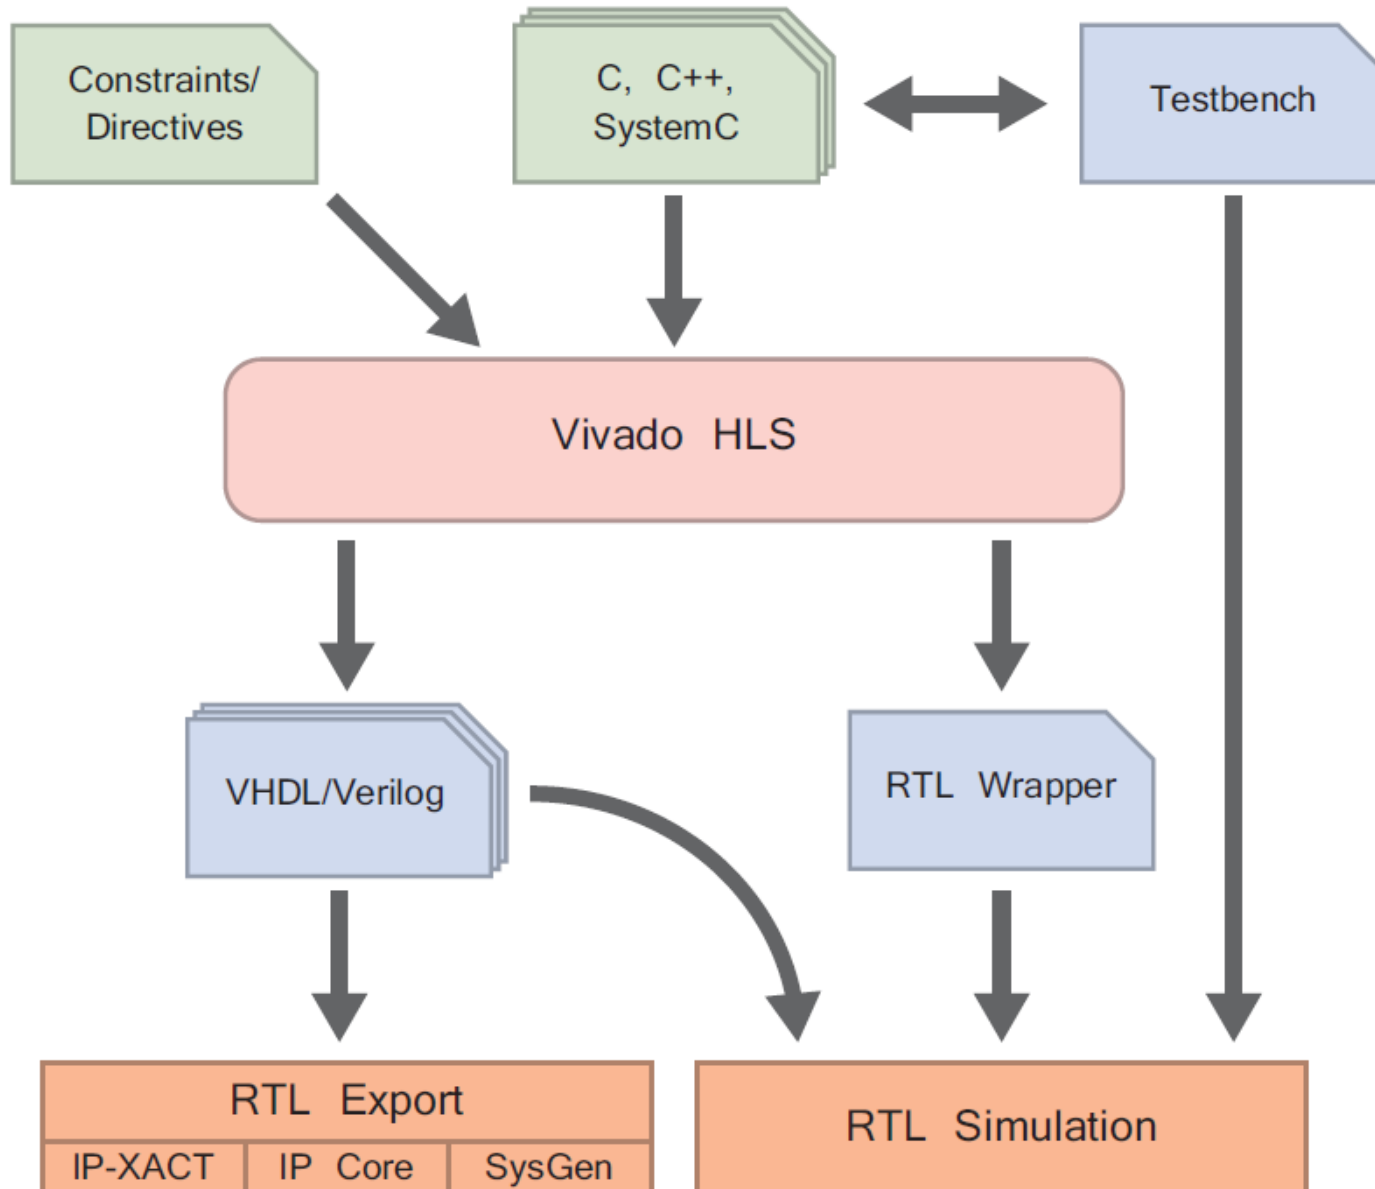 Constraints/
Directives
C, C++,
SystemC
Testbench
Vivado HLS
VHDL/Verilog
RTL Wrapper
RTL Export
IP-XACT
IP Core
SysGen
RTL Simulation